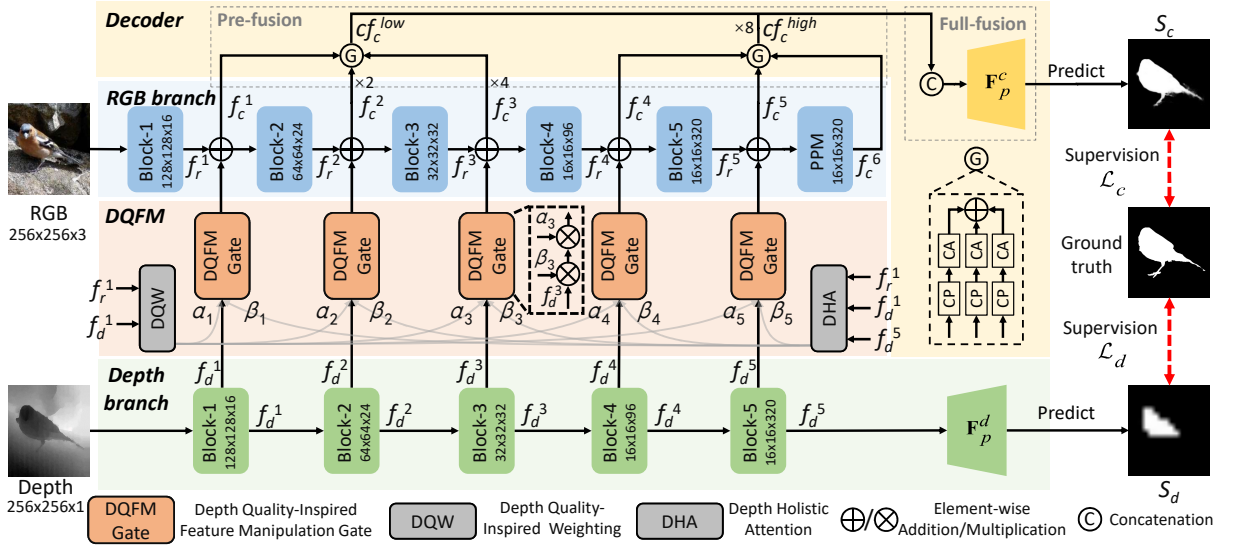 Decoder
Pre-fusion
cf_c^low
×8
cf_c^high
Full-fusion
S_c
G
G
C
F_p^c
Predict
×2
×4
RGB branch
f_c^1
f_c^2
f_c^3
f_c^4
f_c^5
Block-1
128x128x16
Block-2
64x64x24
Block-3
32x32x32
Block-4
16x16x96
Block-5
16x16x320
PPM
16x16x320
f_r^1
f_r^2
f_r^3
f_r^4
f_r^5
f_c^6
RGB
256x256x3
G
CA
CA
CA
CP
CP
CP
Supervision
ℒ_c
Ground
truth
Supervision
ℒ_d
DQFM
DQFM
Gate
DQFM
Gate
DQFM
Gate
DQFM
Gate
DQFM
Gate
α_3
β_3
f_d^3
f_r^1
f_d^1
DQW
α_1
β_1
α_2
β_2
α_3
β_3
α_4
β_4
α_5
β_5
DHA
f_r^1
f_d^1
f_d^5
Depth
branch
f_d^1
f_d^2
f_d^3
f_d^4
f_d^5
Block-1
128x128x16
f_d^1
Block-2
64x64x24
f_d^2
Block-3
32x32x32
f_d^3
Block-4
16x16x96
f_d^4
Block-5
16x16x320
f_d^5
F_p^d
Predict
S_d
Depth
256x256x1
DQFM
Gate
Depth Quality-Inspired
Feature Manipulation Gate
DQW
Depth Quality-
Inspired Weighting
DHA
Depth Holistic
Attention
⊕/⊗
Element-wise
Addition/Multiplication
C
Concatenation